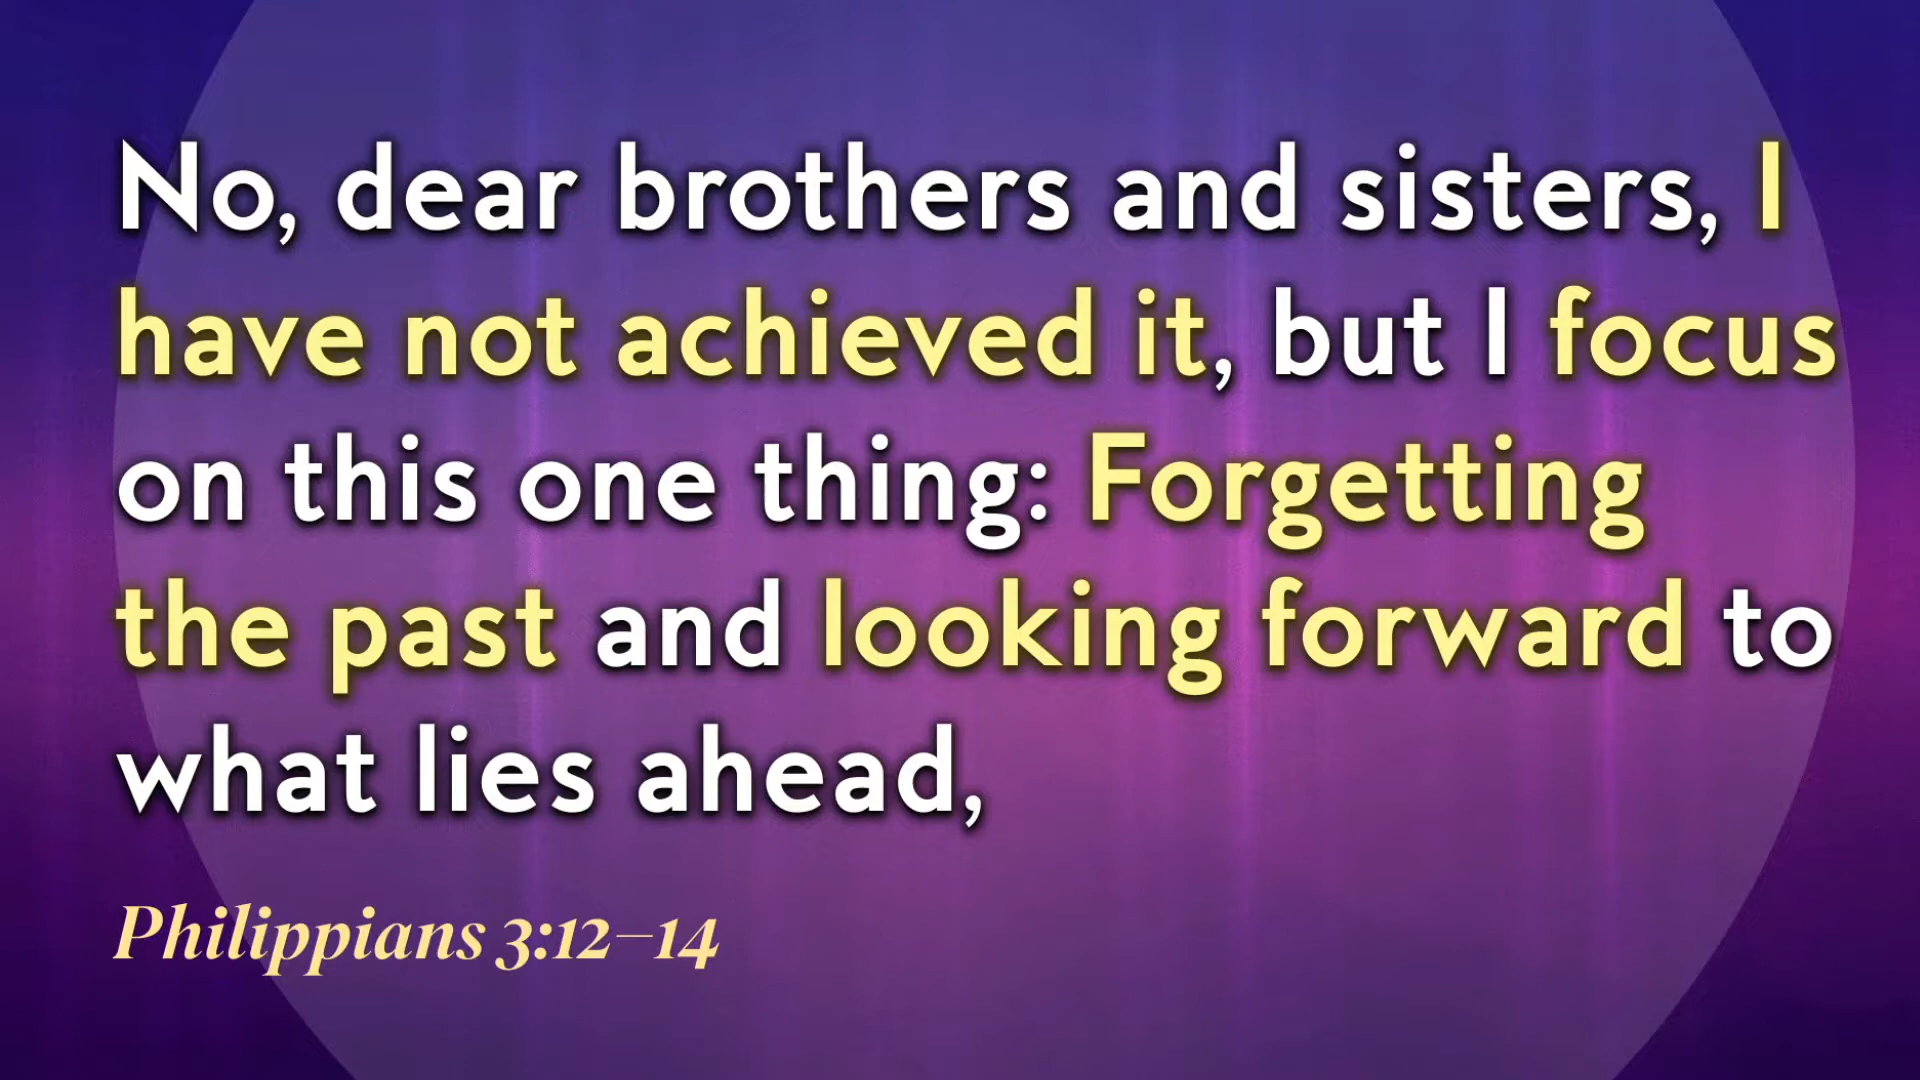 No, dear brothers and sisters, I
have not achieved it, but I focus
on this one thing: Forgetting
the past and looking forward to
what lies ahead,
Philippians 3:12–14